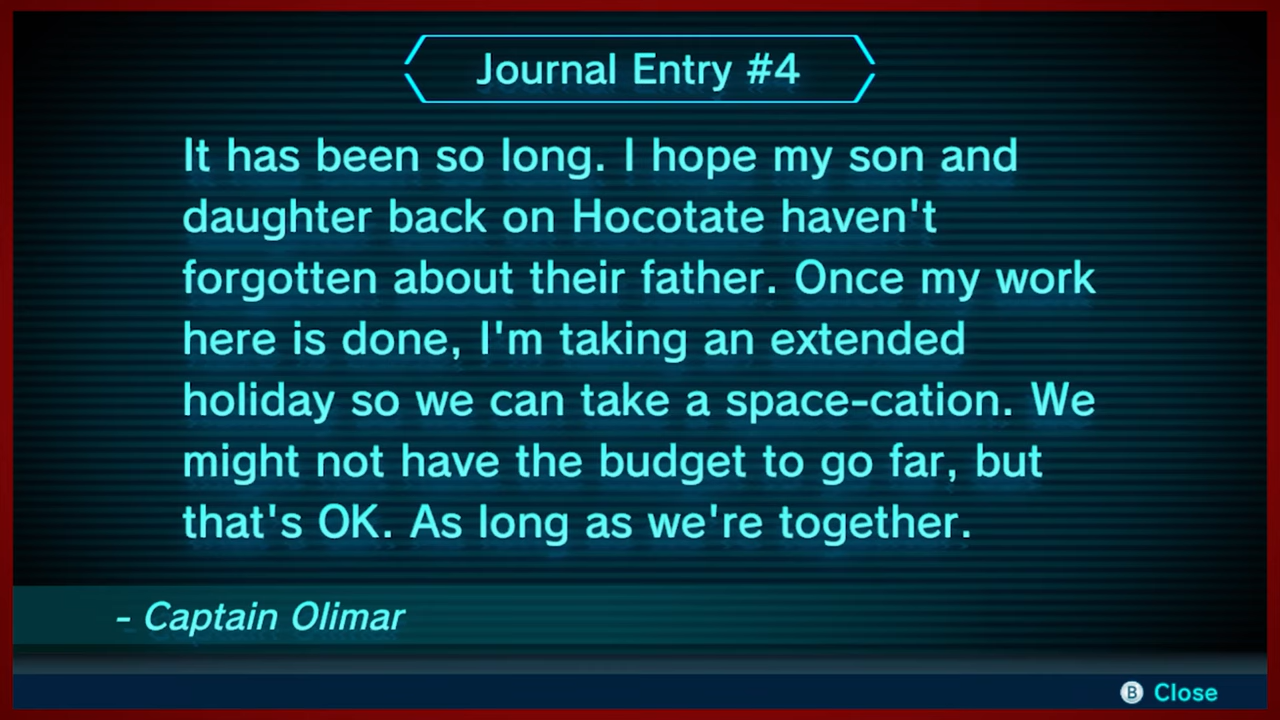 Journal Entry #4
It has been so long. I hope my son and
daughter back on Hocotate haven't
forgotten about their father. Once my work
here is done, I'm taking an extended
holiday so we can take a space-cation. We
might not have the budget to go far, but
that's OK. As long as we're together.
- Captain Olimar
B Close